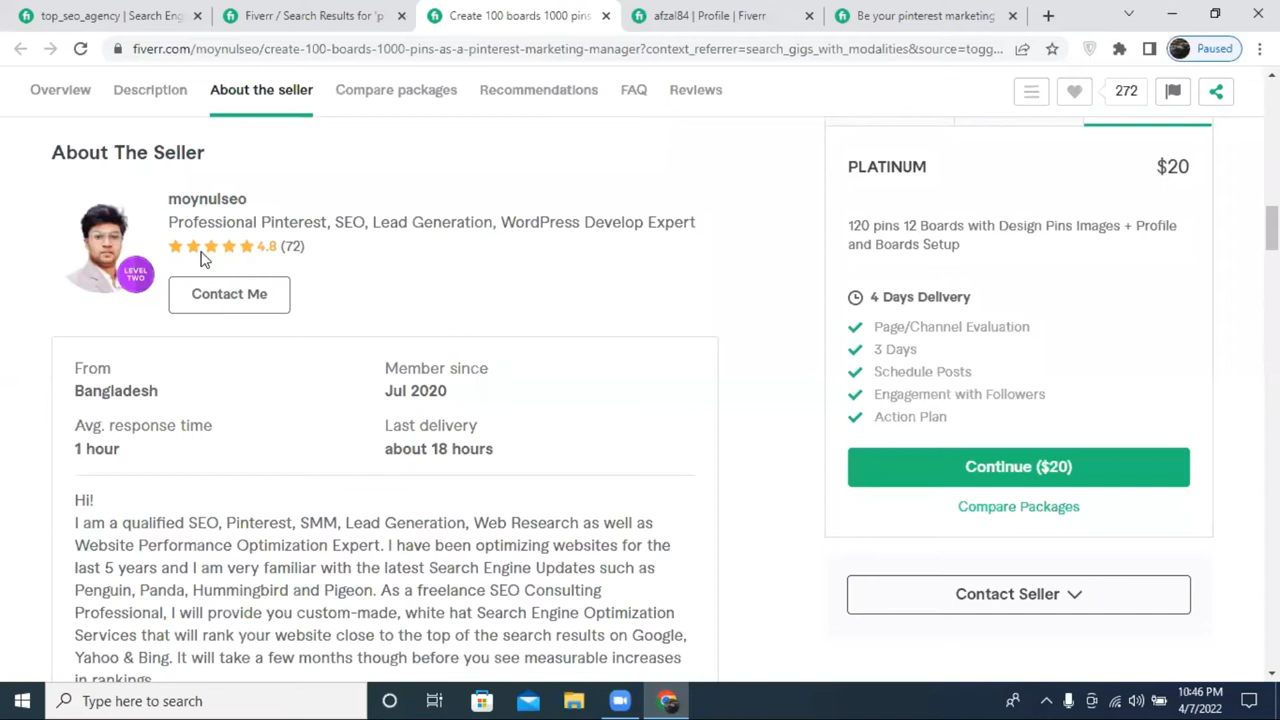 top_seo_agency | Search Eng
Fiverr / Search Results for 'p
Create 100 boards 1000 pins
afzal84 | Profile | Fiverr
Be your pinterest marketing
fiverr.com/moynulseo/create-100-boards-1000-pins-as-a-pinterest-marketing-manager?context_referrer=search_gigs_with_modalities&source=togg...
Paused
Overview
Description
About the seller
Compare packages
Recommendations
FAQ
Reviews
272
About The Seller
moynulseo
Professional Pinterest, SEO, Lead Generation, WordPress Develop Expert
4.8 (72)
LEVEL
TWO
Contact Me
From
Bangladesh
Member since
Jul 2020
Avg. response time
1 hour
Last delivery
about 18 hours
Hi!
I am a qualified SEO, Pinterest, SMM, Lead Generation, Web Research as well as
Website Performance Optimization Expert. I have been optimizing websites for the
last 5 years and I am very familiar with the latest Search Engine Updates such as
Penguin, Panda, Hummingbird and Pigeon. As a freelance SEO Consulting
Professional, I will provide you custom-made, white hat Search Engine Optimization
Services that will rank your website close to the top of the search results on Google,
Yahoo & Bing. It will take a few months though before you see measurable increases
in rankings.
PLATINUM
$20
120 pins 12 Boards with Design Pins Images + Profile
and Boards Setup
4 Days Delivery
Page/Channel Evaluation
3 Days
Schedule Posts
Engagement with Followers
Action Plan
Continue ($20)
Compare Packages
Contact Seller
Type here to search
10:46 PM
4/7/2022